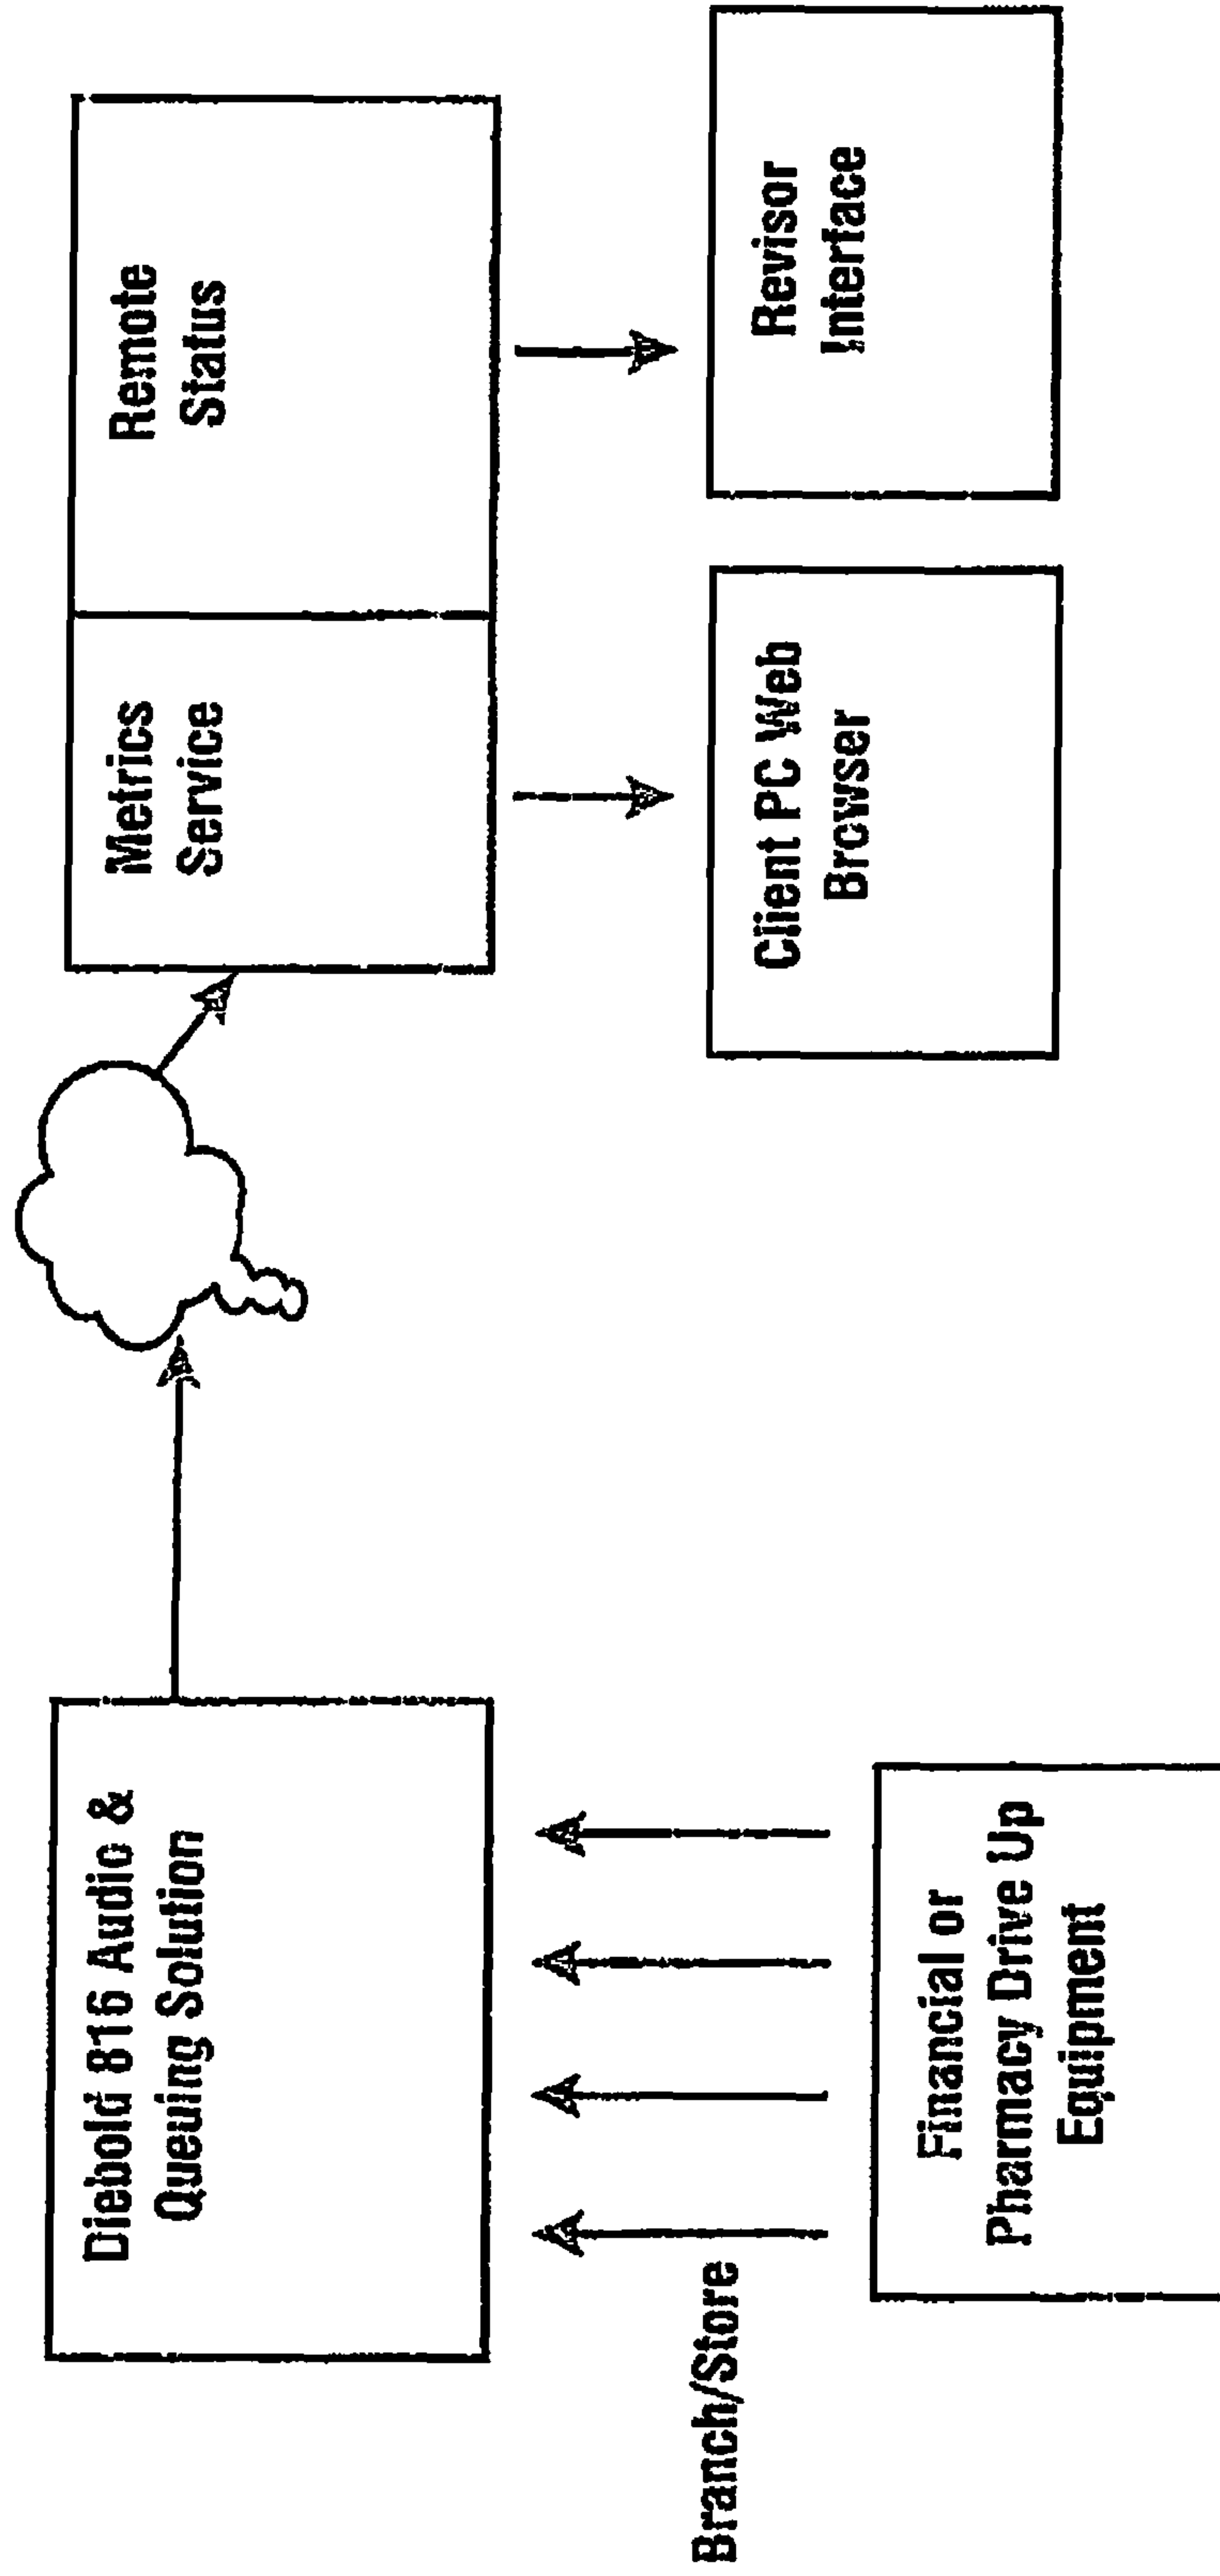 Diebold 816 Audio &
Queuing Solution
Metrics
Service
Remote
Status
Branch/Store
Financial or
Pharmacy Drive Up
Equipment
Client PC Web
Browser
Revisor
Interface